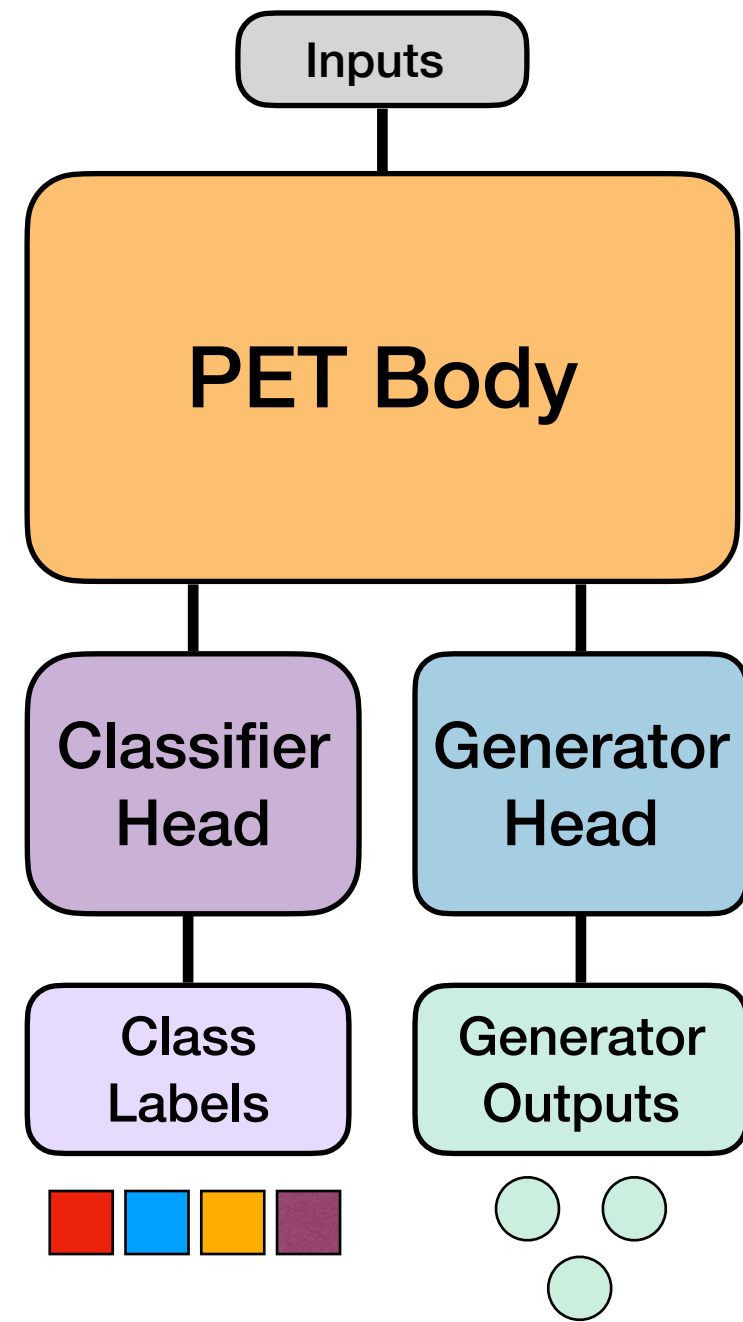 Inputs
PET Body
Classifier
Head
Generator
Head
Class
Labels
Generator
Outputs